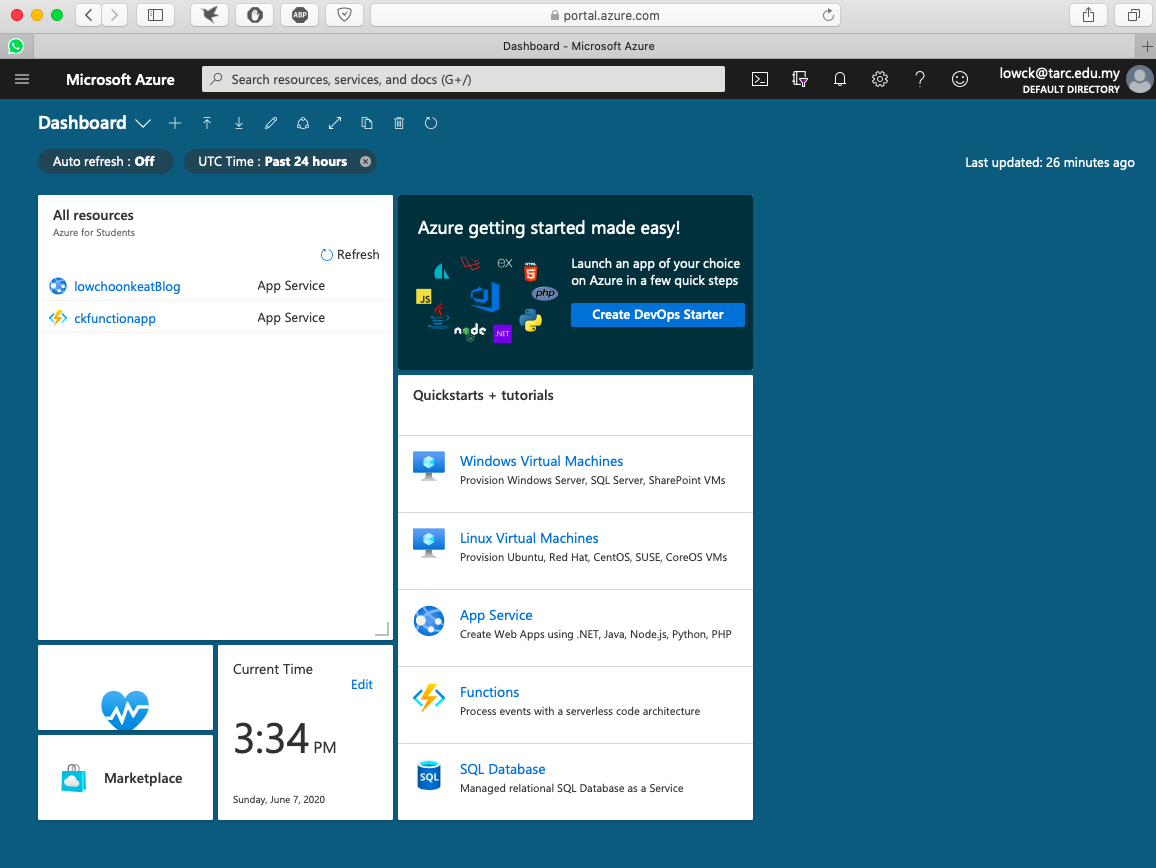 portal.azure.com
Dashboard - Microsoft Azure
Microsoft Azure
Search resources, services, and docs (G+/)
lowck@tarc.edu.my
DEFAULT DIRECTORY
Dashboard
Auto refresh : Off
UTC Time : Past 24 hours
Last updated: 26 minutes ago
All resources
Azure for Students
Refresh
lowchoonkeatBlog App Service
ckfunctionapp App Service
Azure getting started made easy!
EX
HTML
5
JS
php
node
.NET
Launch an app of your choice
on Azure in a few quick steps
Create DevOps Starter
Quickstarts + tutorials
Windows Virtual Machines
Provision Windows Server, SQL Server, SharePoint VMs
Linux Virtual Machines
Provision Ubuntu, Red Hat, CentOS, SUSE, CoreOS VMs
App Service
Create Web Apps using .NET, Java, Node.js, Python, PHP
Functions
Process events with a serverless code architecture
SQL
SQL Database
Managed relational SQL Database as a Service
Current Time
Edit
3:34 PM
Sunday, June 7, 2020
Marketplace
ABP